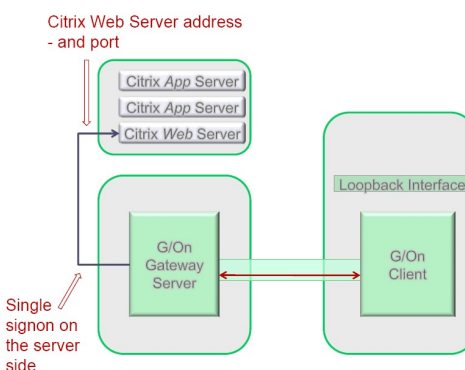 Citrix Web Server address
- and port
Citrix App Server
Citrix App Server
Citrix Web Server
Loopback Interface
G/On
Gateway
Server
G/On
Client
Single
signon on
the server
side